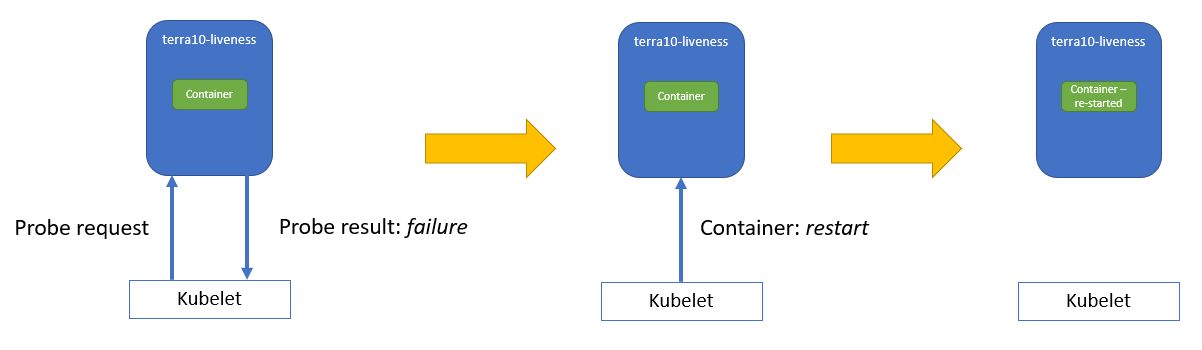 terra10-liveness
Container
Probe request
Probe result: failure
Kubelet
terra10-liveness
Container
Container: restart
Kubelet
terra10-liveness
Container –
re-started
Kubelet